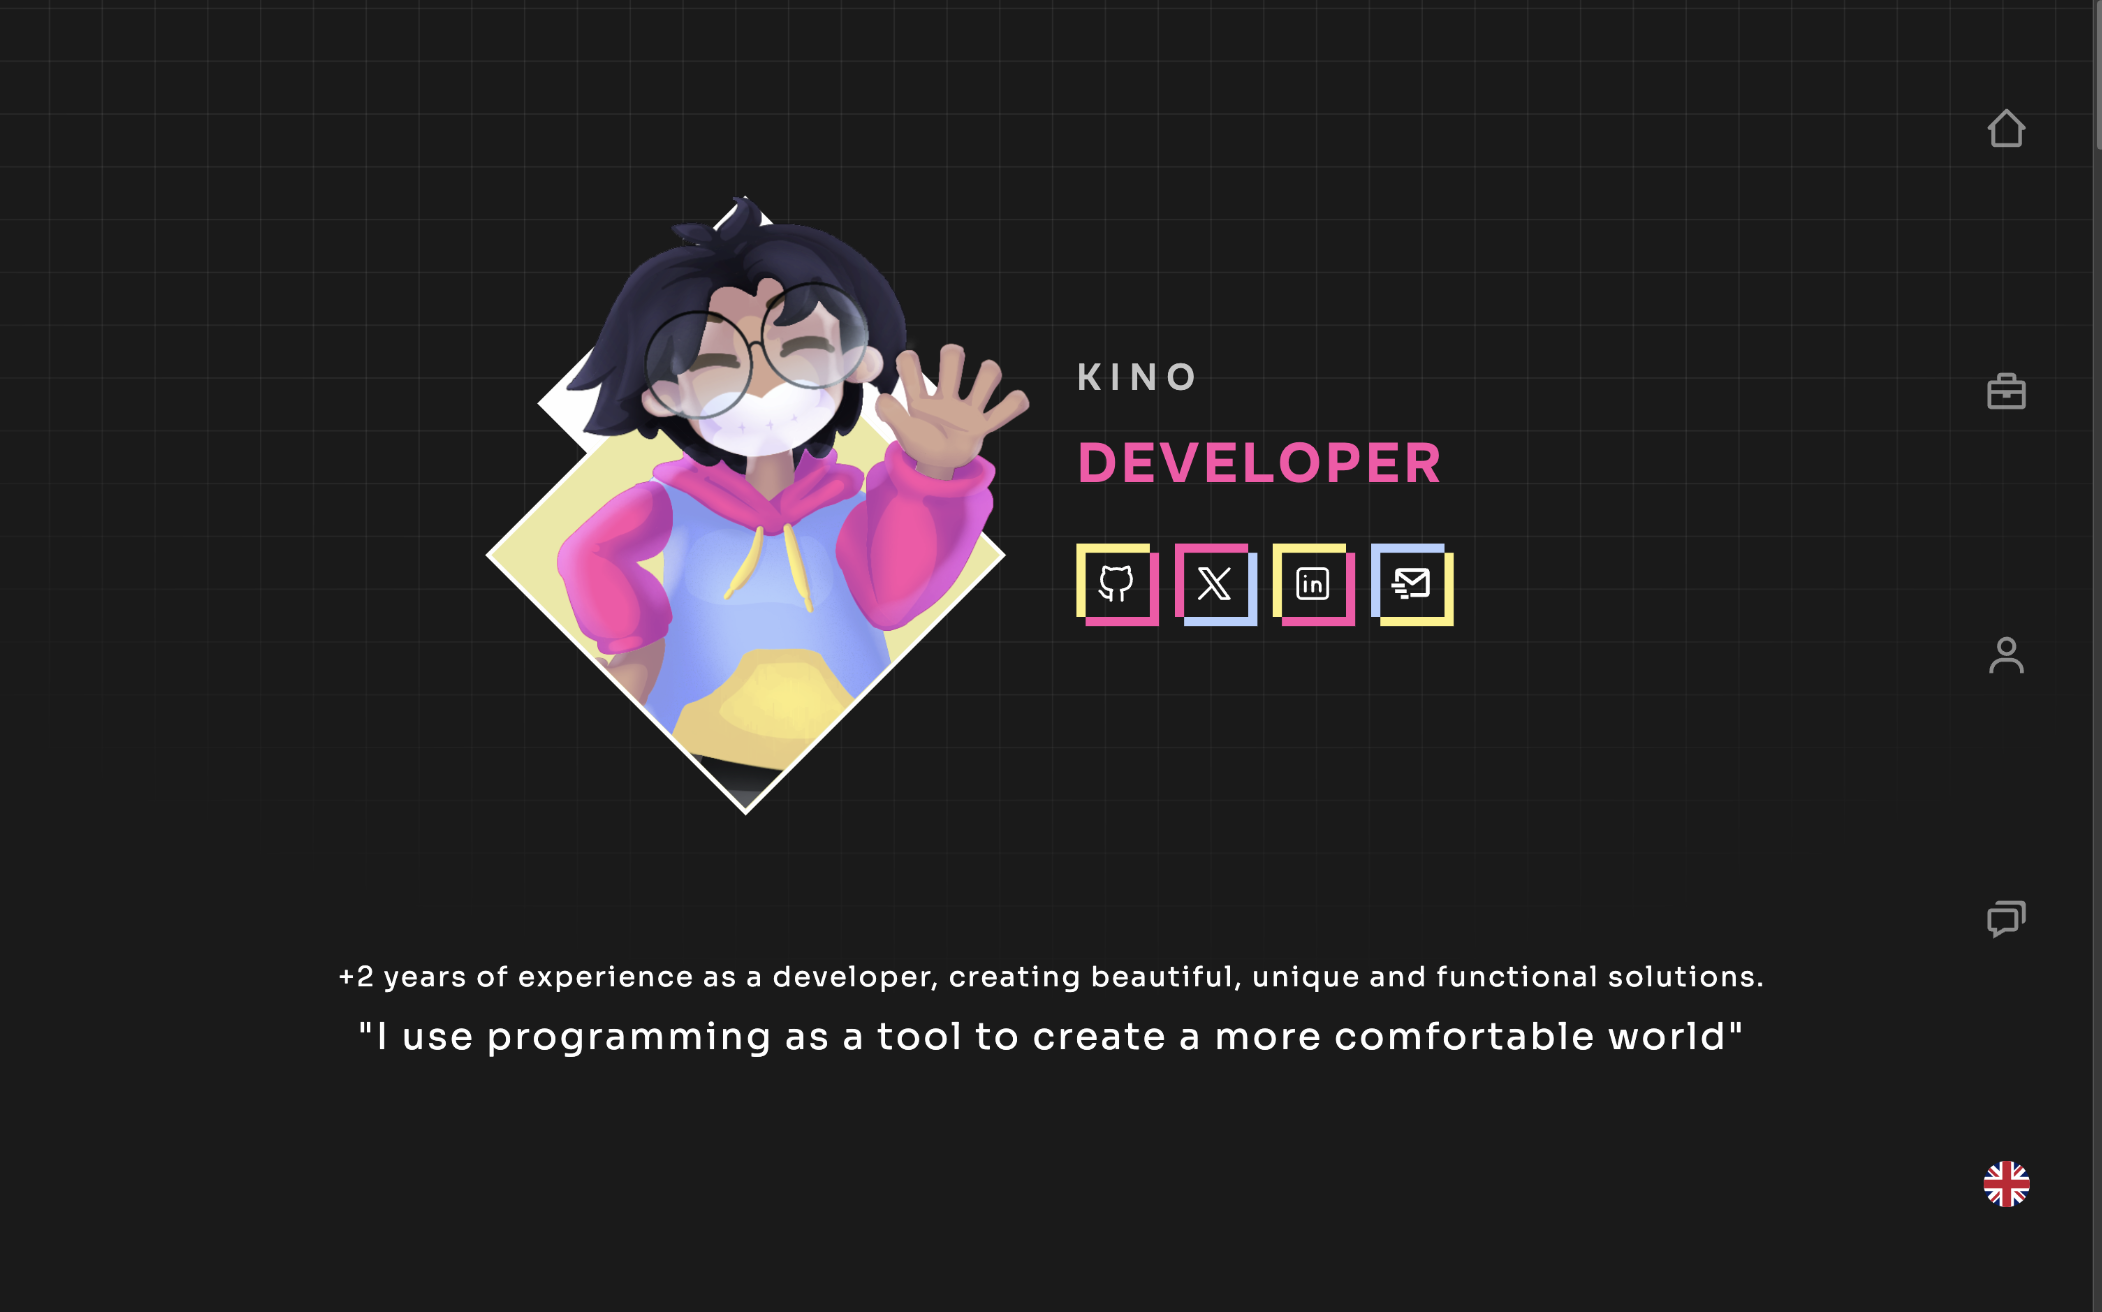 KINO
DEVELOPER
in
+2 years of experience as a developer, creating beautiful, unique and functional solutions.
"I use programming as a tool to create a more comfortable world"